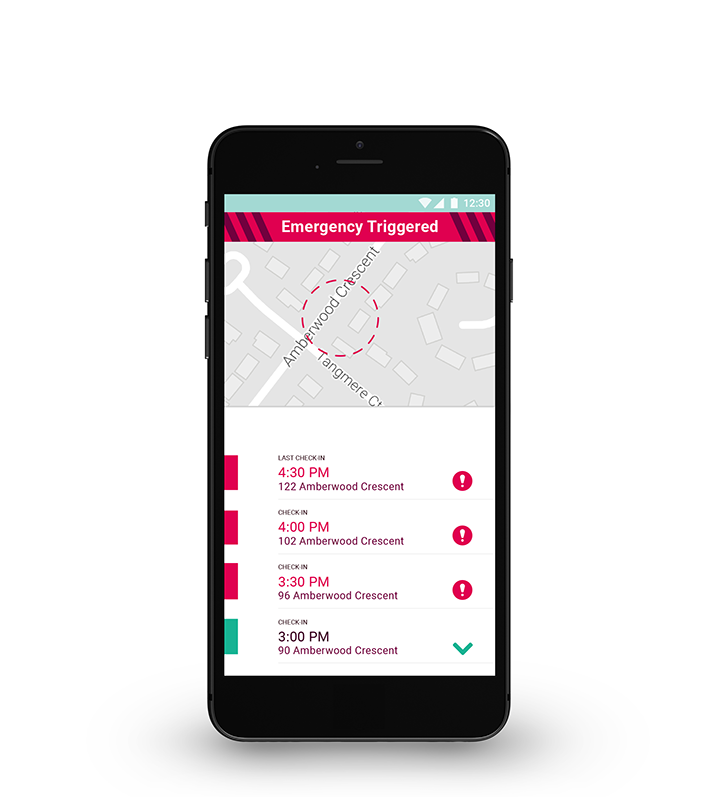 12:30
Emergency Triggered
Amberwood Crescent
Tangmere Ct
LAST CHECK-IN
4:30 PM
122 Amberwood Crescent
CHECK-IN
4:00 PM
102 Amberwood Crescent
CHECK-IN
3:30 PM
96 Amberwood Crescent
CHECK-IN
3:00 PM
90 Amberwood Crescent